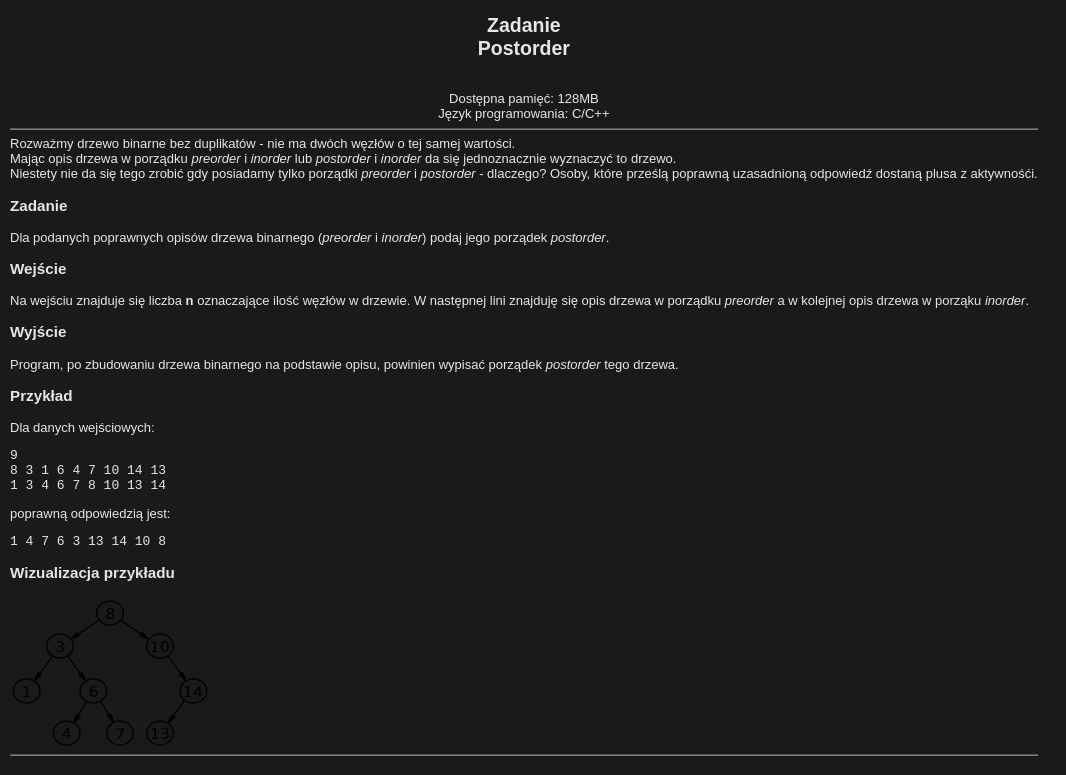 Zadanie
Postorder
Dostępna pamięć: 128MB
Język programowania: C/C++
Rozważmy drzewo binarne bez duplikatów - nie ma dwóch węzłów o tej samej wartości.
Mając opis drzewa w porządku preorder i inorder lub postorder i inorder da się jednoznacznie wyznaczyć to drzewo.
Niestety nie da się tego zrobić gdy posiadamy tylko porządki preorder i postorder - dlaczego? Osoby, które prześlą poprawną uzasadnioną odpowiedź dostaną plusa z aktywnośći.
Zadanie
Dla podanych poprawnych opisów drzewa binarnego (preorder i inorder) podaj jego porządek postorder.
Wejście
Na wejściu znajduje się liczba n oznaczające ilość węzłów w drzewie. W następnej lini znajduję się opis drzewa w porządku preorder a w kolejnej opis drzewa w porząku inorder.
Wyjście
Program, po zbudowaniu drzewa binarnego na podstawie opisu, powinien wypisać porządek postorder tego drzewa.
Przykład
Dla danych wejściowych:
9
8 3 1 6 4 7 10 14 13
1 3 4 6 7 8 10 13 14
poprawną odpowiedzią jest:
1 4 7 6 3 13 14 10 8
Wizualizacja przykładu
8
3 10
1 6 14
4 7 13